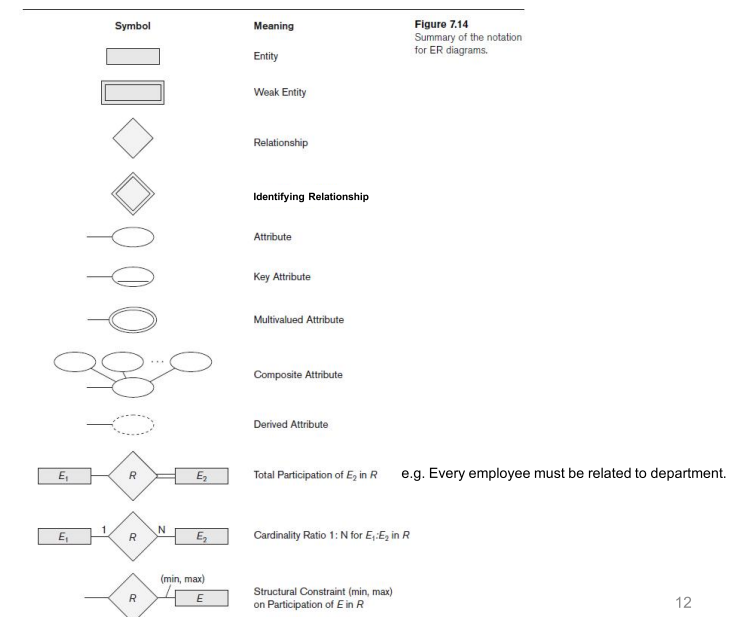 Symbol Meaning Figure 7.14
Summary of the notation
for ER diagrams.
Entity
Weak Entity
Relationship
Identifying Relationship
Attribute
Key Attribute
Multivalued Attribute
...
Composite Attribute
Derived Attribute
E1 R E2 Total Participation of E2 in R e.g. Every employee must be related to department.
E1 1 R N E2 Cardinality Ratio 1: N for E1:E2 in R
(min, max)
R E Structural Constraint (min, max)
on Participation of E in R
12